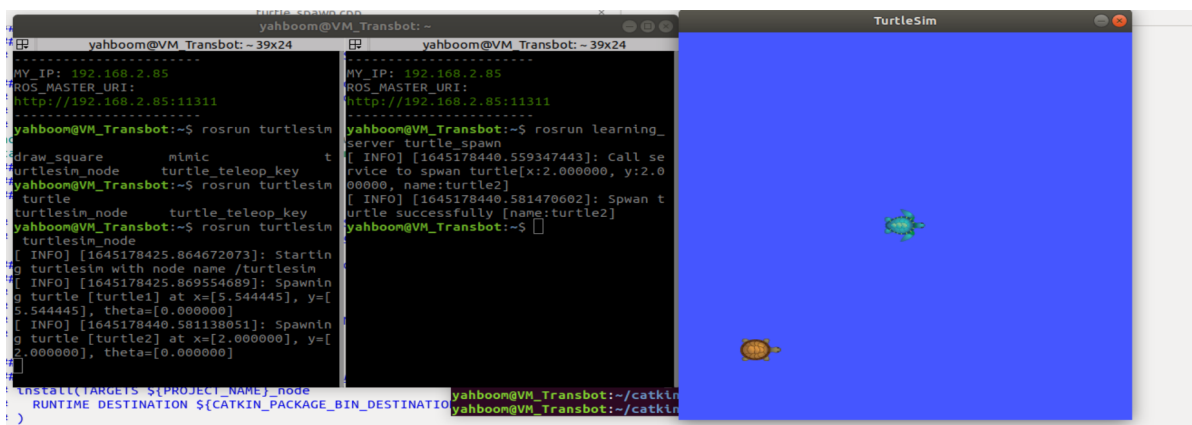 turtle_spawn.cpp
yahboom@VM_Transbot: ~
yahboom@VM_Transbot: ~ 39x24
-----------------------
MY_IP: 192.168.2.85
ROS_MASTER_URI:
http://192.168.2.85:11311
-----------------------
yahboom@VM_Transbot:~$ rosrun turtlesim
draw_square mimic t
urtlesim_node turtle_teleop_key
yahboom@VM_Transbot:~$ rosrun turtlesim
turtle
turtlesim_node turtle_teleop_key
yahboom@VM_Transbot:~$ rosrun turtlesim
turtlesim_node
[ INFO] [1645178425.864672073]: Startin
g turtlesim with node name /turtlesim
[ INFO] [1645178425.869554689]: Spawnin
g turtle [turtle1] at x=[5.544445], y=[
5.544445], theta=[0.000000]
[ INFO] [1645178440.581138051]: Spawnin
g turtle [turtle2] at x=[2.000000], y=[
2.000000], theta=[0.000000]
yahboom@VM_Transbot: ~ 39x24
-----------------------
MY_IP: 192.168.2.85
ROS_MASTER_URI:
http://192.168.2.85:11311
-----------------------
yahboom@VM_Transbot:~$ rosrun learning_
server turtle_spawn
[ INFO] [1645178440.559347443]: Call se
rvice to spwan turtle[x:2.000000, y:2.0
00000, name:turtle2]
[ INFO] [1645178440.581470602]: Spwan t
urtle successfully [name:turtle2]
yahboom@VM_Transbot:~$
TurtleSim
install(TARGETS ${PROJECT_NAME}_node
RUNTIME DESTINATION ${CATKIN_PACKAGE_BIN_DESTINATIO
# )
yahboom@VM_Transbot:~/catkin
yahboom@VM_Transbot:~/catkin